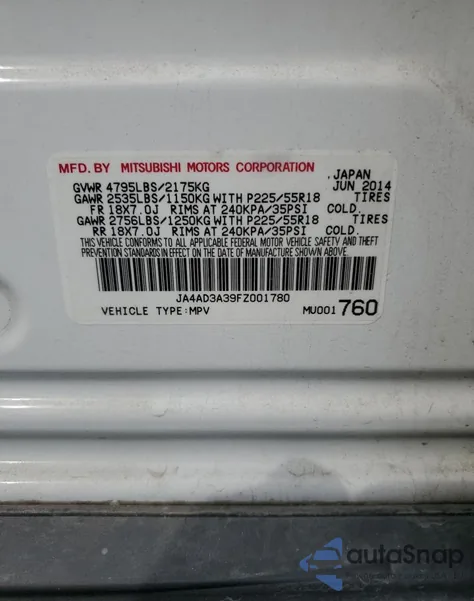 MFD. BY MITSUBISHI MOTORS CORPORATION . JAPAN
GVWR 4795LBS/2175KG JUN 2014
GAWR 2535LBS/1150KG WITH P225/55R18 TIRES
FR 18X7.0J RIMS AT 240KPA/35PSI COLD.
GAWR 2756LBS/1250KG WITH P225/55R18 TIRES
RR 18X7.0J RIMS AT 240KPA/35PSI COLD.
THIS VEHICLE CONFORMS TO ALL APPLICABLE FEDERAL MOTOR VEHICLE SAFETY AND THEFT
PREVENTION STANDARDS IN EFFECT ON THE DATE OF MANUFACTURE SHOWN ABOVE.
JA4AD3A39FZ001780
VEHICLE TYPE:MPV MU001760
autoSnap